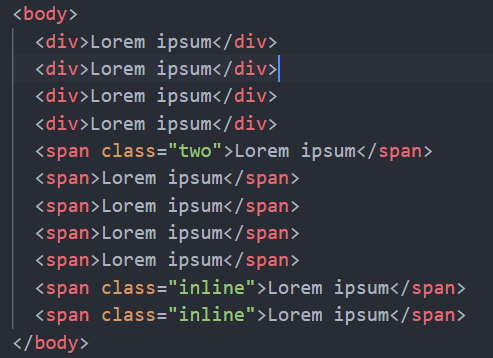 <body>
<div>Lorem ipsum</div>
<div>Lorem ipsum</div>
<div>Lorem ipsum</div>
<div>Lorem ipsum</div>
<span class="two">Lorem ipsum</span>
<span>Lorem ipsum</span>
<span>Lorem ipsum</span>
<span>Lorem ipsum</span>
<span>Lorem ipsum</span>
<span class="inline">Lorem ipsum</span>
<span class="inline">Lorem ipsum</span>
</body>